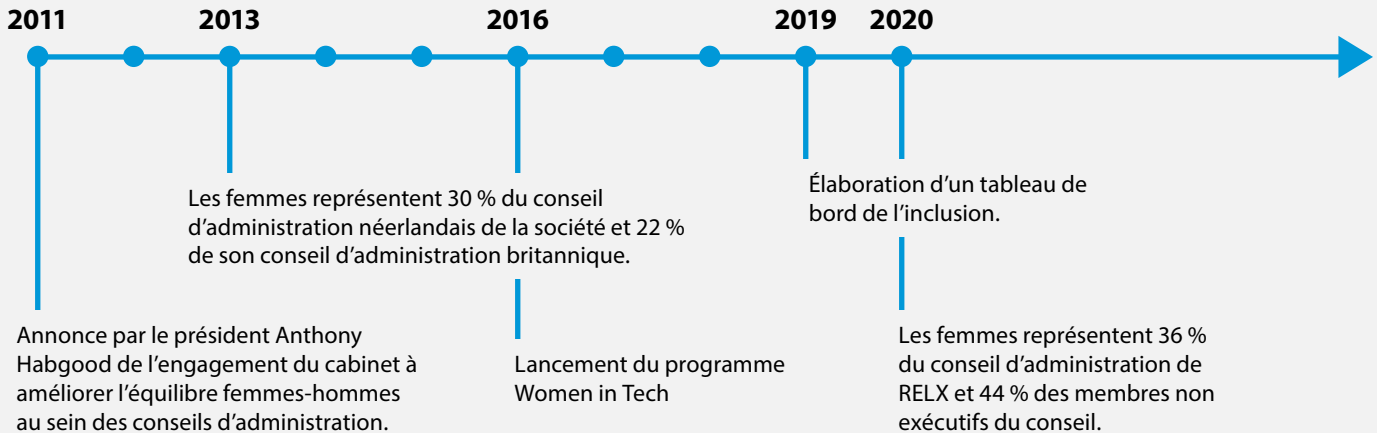 2011 2013 2016 2019 2020
Annonce par le président Anthony
Habgood de l’engagement du cabinet à
améliorer l’équilibre femmes-hommes
au sein des conseils d’administration.
Les femmes représentent 30 % du conseil
d’administration néerlandais de la société et 22 %
de son conseil d’administration britannique.
Lancement du programme
Women in Tech
Élaboration d’un tableau de
bord de l’inclusion.
Les femmes représentent 36 %
du conseil d’administration de
RELX et 44 % des membres non
exécutifs du conseil.